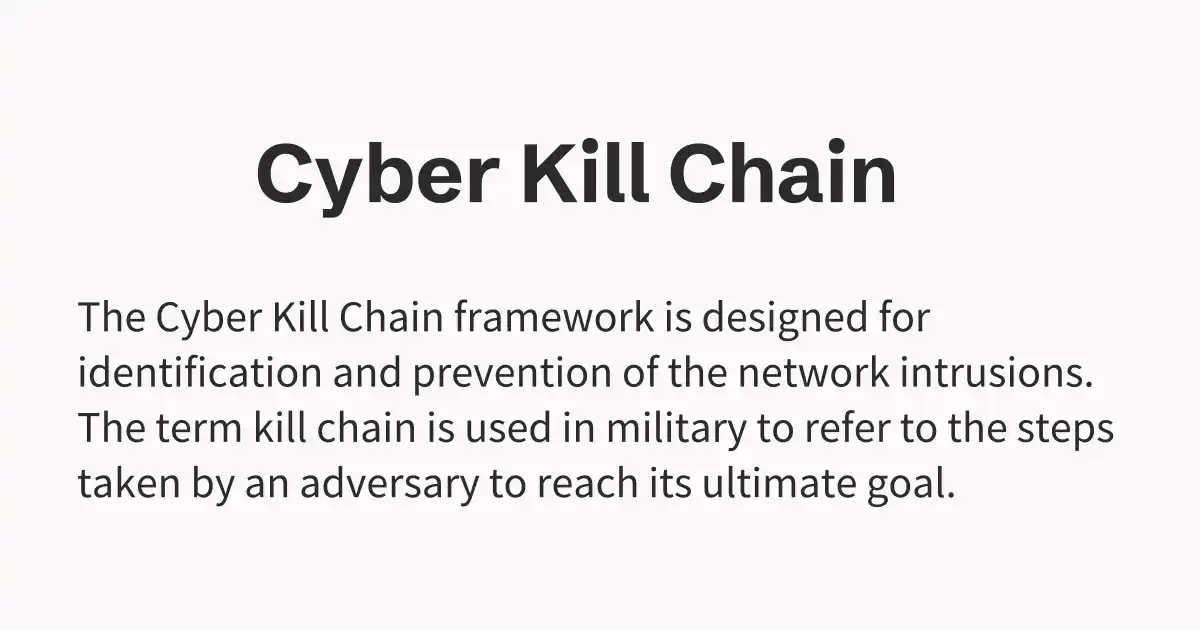 Cyber Kill Chain
The Cyber Kill Chain framework is designed for
identification and prevention of the network intrusions.
The term kill chain is used in military to refer to the steps
taken by an adversary to reach its ultimate goal.